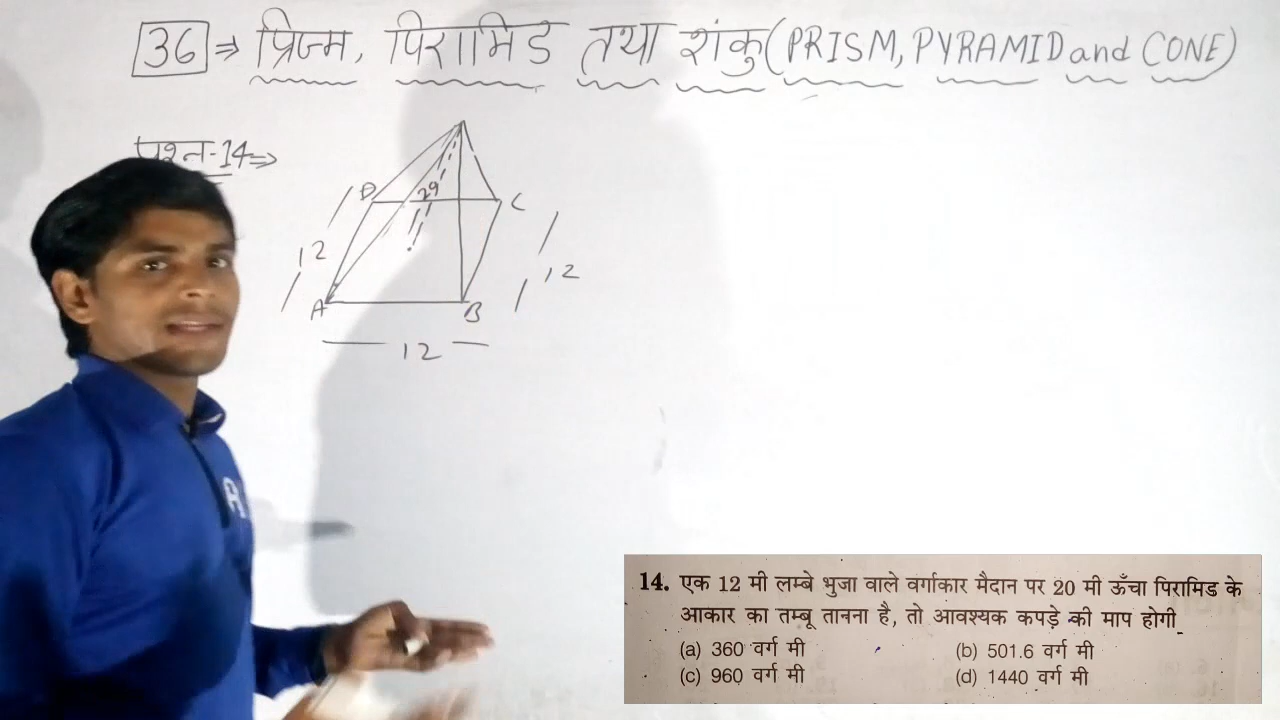 36 ⇒ प्रिज्म, पिरामिड तथा शंकु (PRISM, PYRAMID and CONE)
प्रश्न-14⇒
D
29
C
12
12
A
B
12
14. एक 12 मी लम्बे भुजा वाले वर्गाकार मैदान पर 20 मी ऊँचा पिरामिड के
आकार का तम्बू तानना है, तो आवश्यक कपड़े की माप होगी
(a) 360 वर्ग मी (b) 501.6 वर्ग मी
(c) 960 वर्ग मी (d) 1440 वर्ग मी